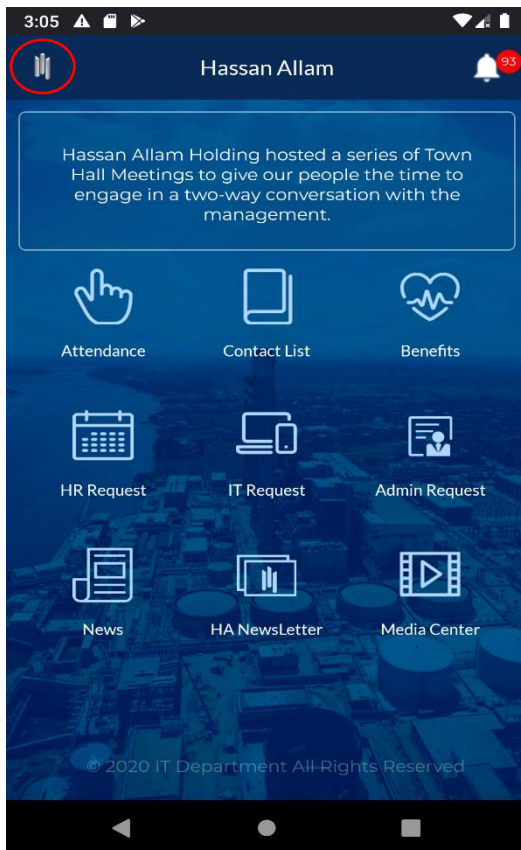 3:05
Hassan Allam
93
Hassan Allam Holding hosted a series of Town
Hall Meetings to give our people the time to
engage in a two-way conversation with the
management.
Attendance
Contact List
Benefits
HR Request
IT Request
Admin Request
News
HA NewsLetter
Media Center
© 2020 IT Department All Rights Reserved